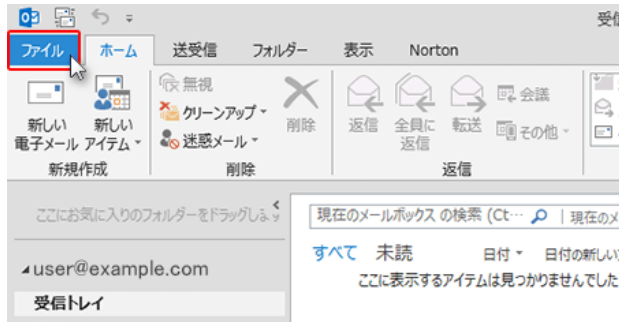 受信
ファイル ホーム 送受信 フォルダー 表示 Norton
新しい
電子メール
新しい
アイテム
新規作成
無視
クリーンアップ
迷惑メール
削除
削除
返信
全員に
返信
転送
会議
その他
返信
ここにお気に入りのフォルダーをドラッグしま
user@example.com
受信トレイ
現在のメールボックス の検索 (Ct… 現在のメ
すべて 未読 日付 日付の新しい
ここに表示するアイテムは見つかりませんでした